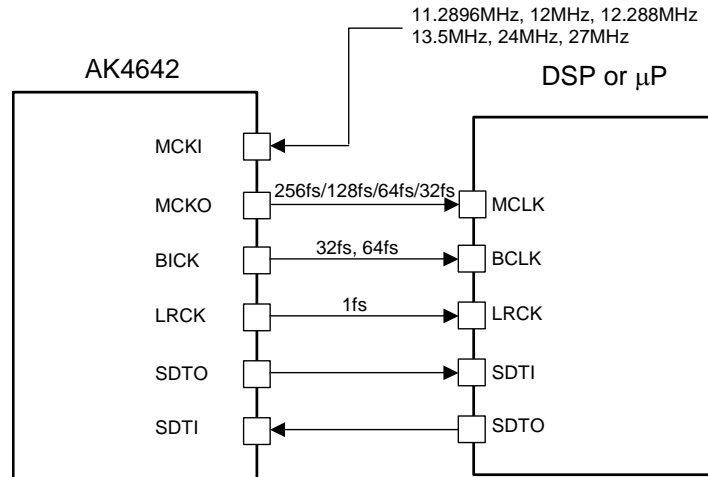 11.2896MHz, 12MHz, 12.288MHz
13.5MHz, 24MHz, 27MHz
AK4642
DSP or μP
MCKI
MCKO
256fs/128fs/64fs/32fs
MCLK
BICK
32fs, 64fs
BCLK
LRCK
1fs
LRCK
SDTO
SDTI
SDTI
SDTO